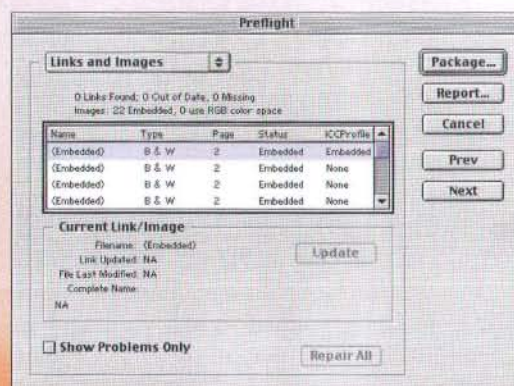 Preflight
Links and Images
Package...
0 Links Found; 0 Out of Date, 0 Missing
Images: 22 Embedded, 0 use RGB color space
Report...
Cancel
Name Type Page Status ICCProfile
(Embedded) B & W 2 Embedded Embedded
(Embedded) B & W 2 Embedded None
(Embedded) B & W 2 Embedded None
(Embedded) B & W 2 Embedded None
Prev
Next
Current Link/Image
Filename: (Embedded)
Link Updated: NA
File Last Modified: NA
Complete Name:
NA
Update
Show Problems Only
Repair All